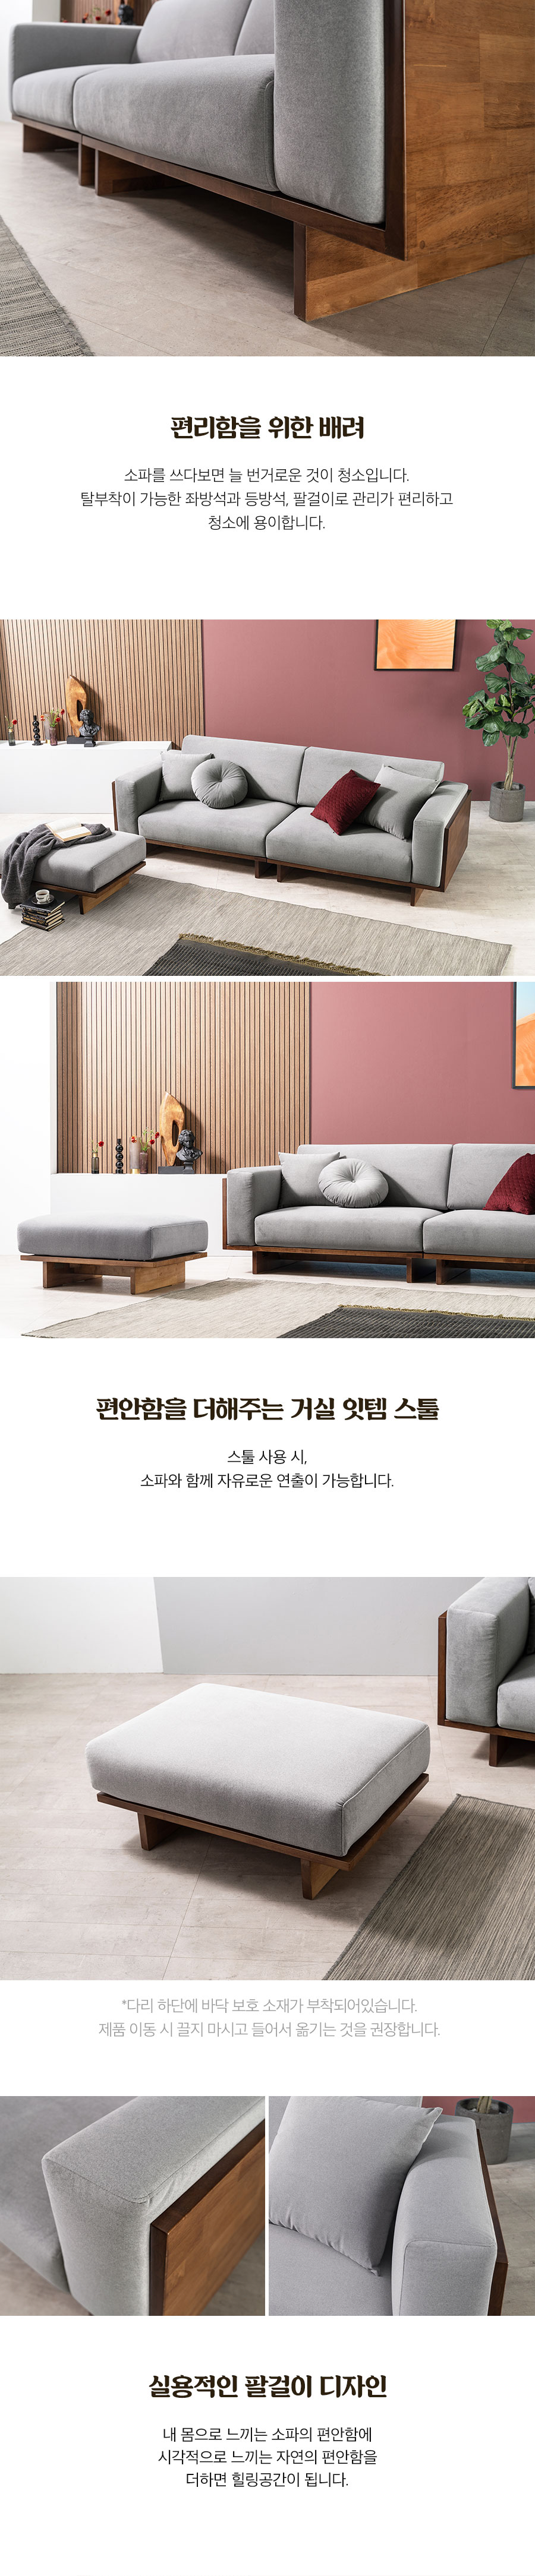 편리함을 위한 배려
소파를 쓰다보면 늘 번거로운 것이 청소입니다.
탈부착이 가능한 좌방석과 등방석, 팔걸이로 관리가 편리하고
청소에 용이합니다.
편안함을 더해주는 거실 잇템 스툴
스툴 사용 시,
소파와 함께 자유로운 연출이 가능합니다.
*다리 하단에 바닥 보호 소재가 부착되어있습니다.
제품 이동 시 끌지 마시고 들어서 옮기는 것을 권장합니다.
실용적인 팔걸이 디자인
내 몸으로 느끼는 소파의 편안함에
시각적으로 느끼는 자연의 편안함을
더하면 힐링공간이 됩니다.